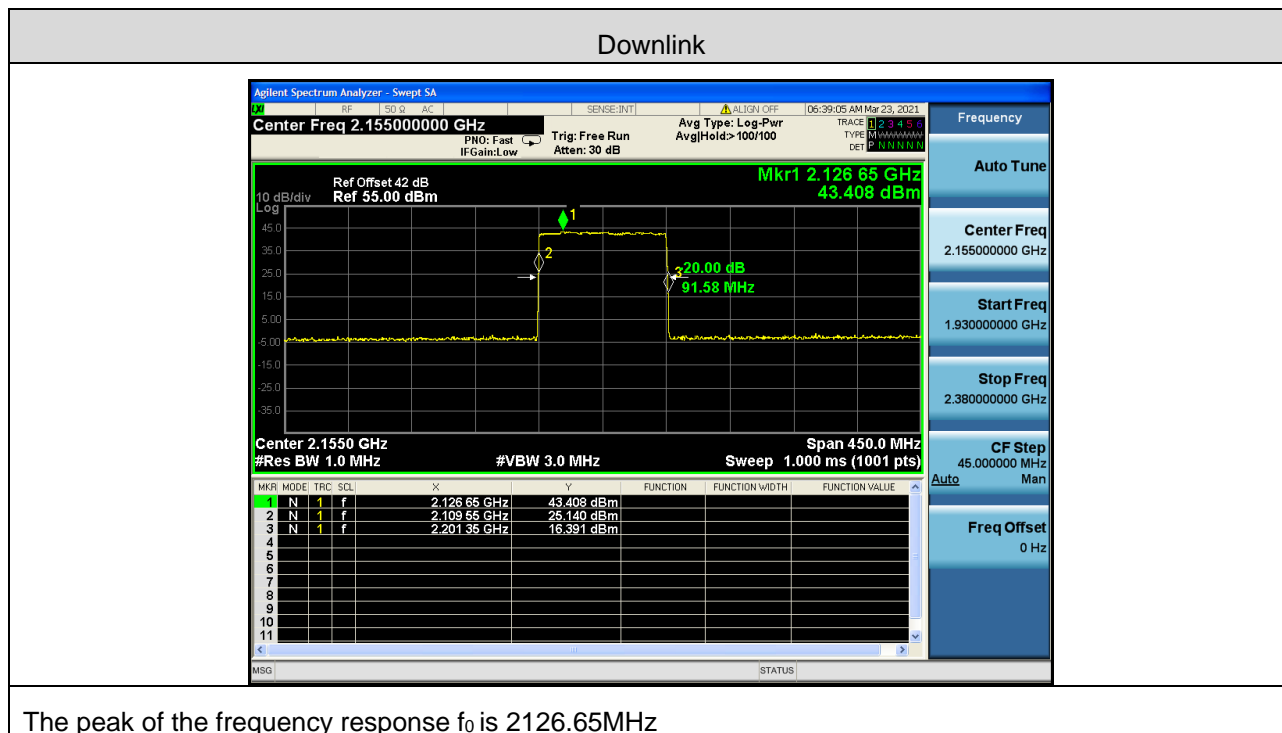 Downlink
Agilent Spectrum Analyzer - Swept SA
LXI RF 50 Ω AC SENSE:INT ALIGN OFF 06:39:05 AM Mar 23, 2021
Center Freq 2.155000000 GHz
PNO: Fast
IFGain:Low
Trig: Free Run
Atten: 30 dB
Avg Type: Log-Pwr
Avg|Hold:>100/100
TRACE 1 2 3 4 5 6
TYPE M
DET P N N N N N
Mkr1 2.126 65 GHz
43.408 dBm
Ref Offset 42 dB
10 dB/div Ref 55.00 dBm
Log
45.0
35.0
25.0
15.0
5.00
-5.00
-15.0
-25.0
-35.0
1
2
3
-20.00 dB
91.58 MHz
Center 2.1550 GHz Span 450.0 MHz
#Res BW 1.0 MHz #VBW 3.0 MHz Sweep 1.000 ms (1001 pts)
MKR MODE TRC SCL X Y FUNCTION FUNCTION WIDTH FUNCTION VALUE
1 N 1 f 2.126 65 GHz 43.408 dBm
2 N 1 f 2.109 55 GHz 25.140 dBm
3 N 1 f 2.201 35 GHz 16.391 dBm
4
5
6
7
8
9
10
11
MSG STATUS
Frequency
Auto Tune
Center Freq
2.155000000 GHz
Start Freq
1.930000000 GHz
Stop Freq
2.380000000 GHz
CF Step
45.000000 MHz
Auto Man
Freq Offset
0 Hz
The peak of the frequency response f0 is 2126.65MHz